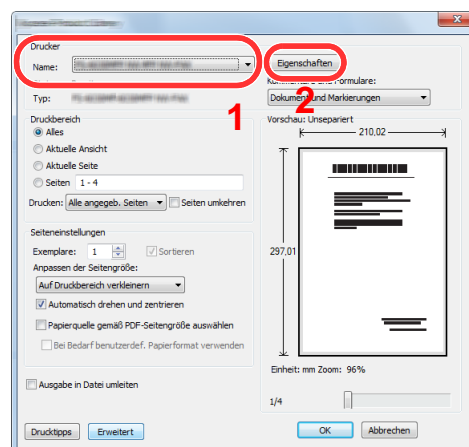 Drucker
Name:
Eigenschaften
Typ:
Kommentare und Formulare:
Dokument und Markierungen
1
2
Druckbereich
Alles
Aktuelle Ansicht
Aktuelle Seite
Seiten 1 - 4
Drucken: Alle angegeb. Seiten Seiten umkehren
Vorschau: Unsepariert
210,02
297,01
Seiteneinstellungen
Exemplare: 1 Sortieren
Anpassen der Seitengröße:
Auf Druckbereich verkleinern
Automatisch drehen und zentrieren
Papierquelle gemäß PDF-Seitengröße auswählen
Bei Bedarf benutzerdef. Papierformat verwenden
Einheit: mm Zoom: 96%
Ausgabe in Datei umleiten
1/4
Drucktipps Erweitert OK Abbrechen